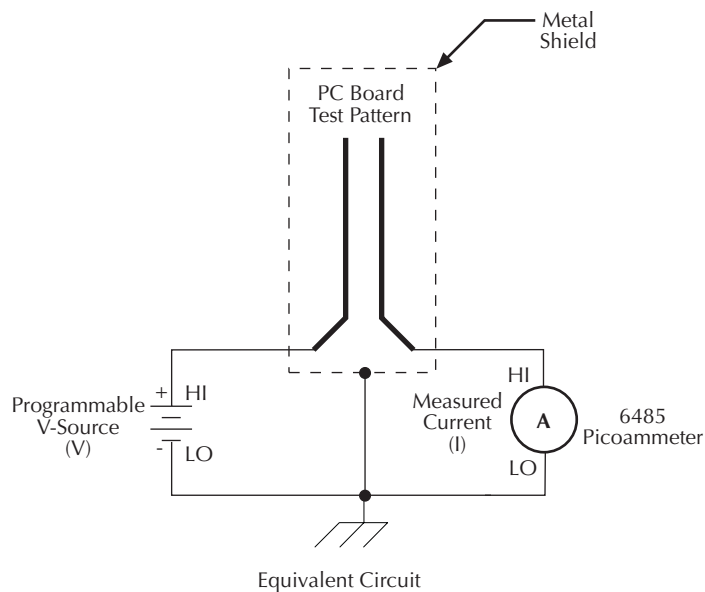 Metal
Shield
PC Board
Test Pattern
+ HI
Programmable
V-Source
(V)
- LO
HI
Measured
Current
(I)
A
6485
Picoammeter
LO
Equivalent Circuit